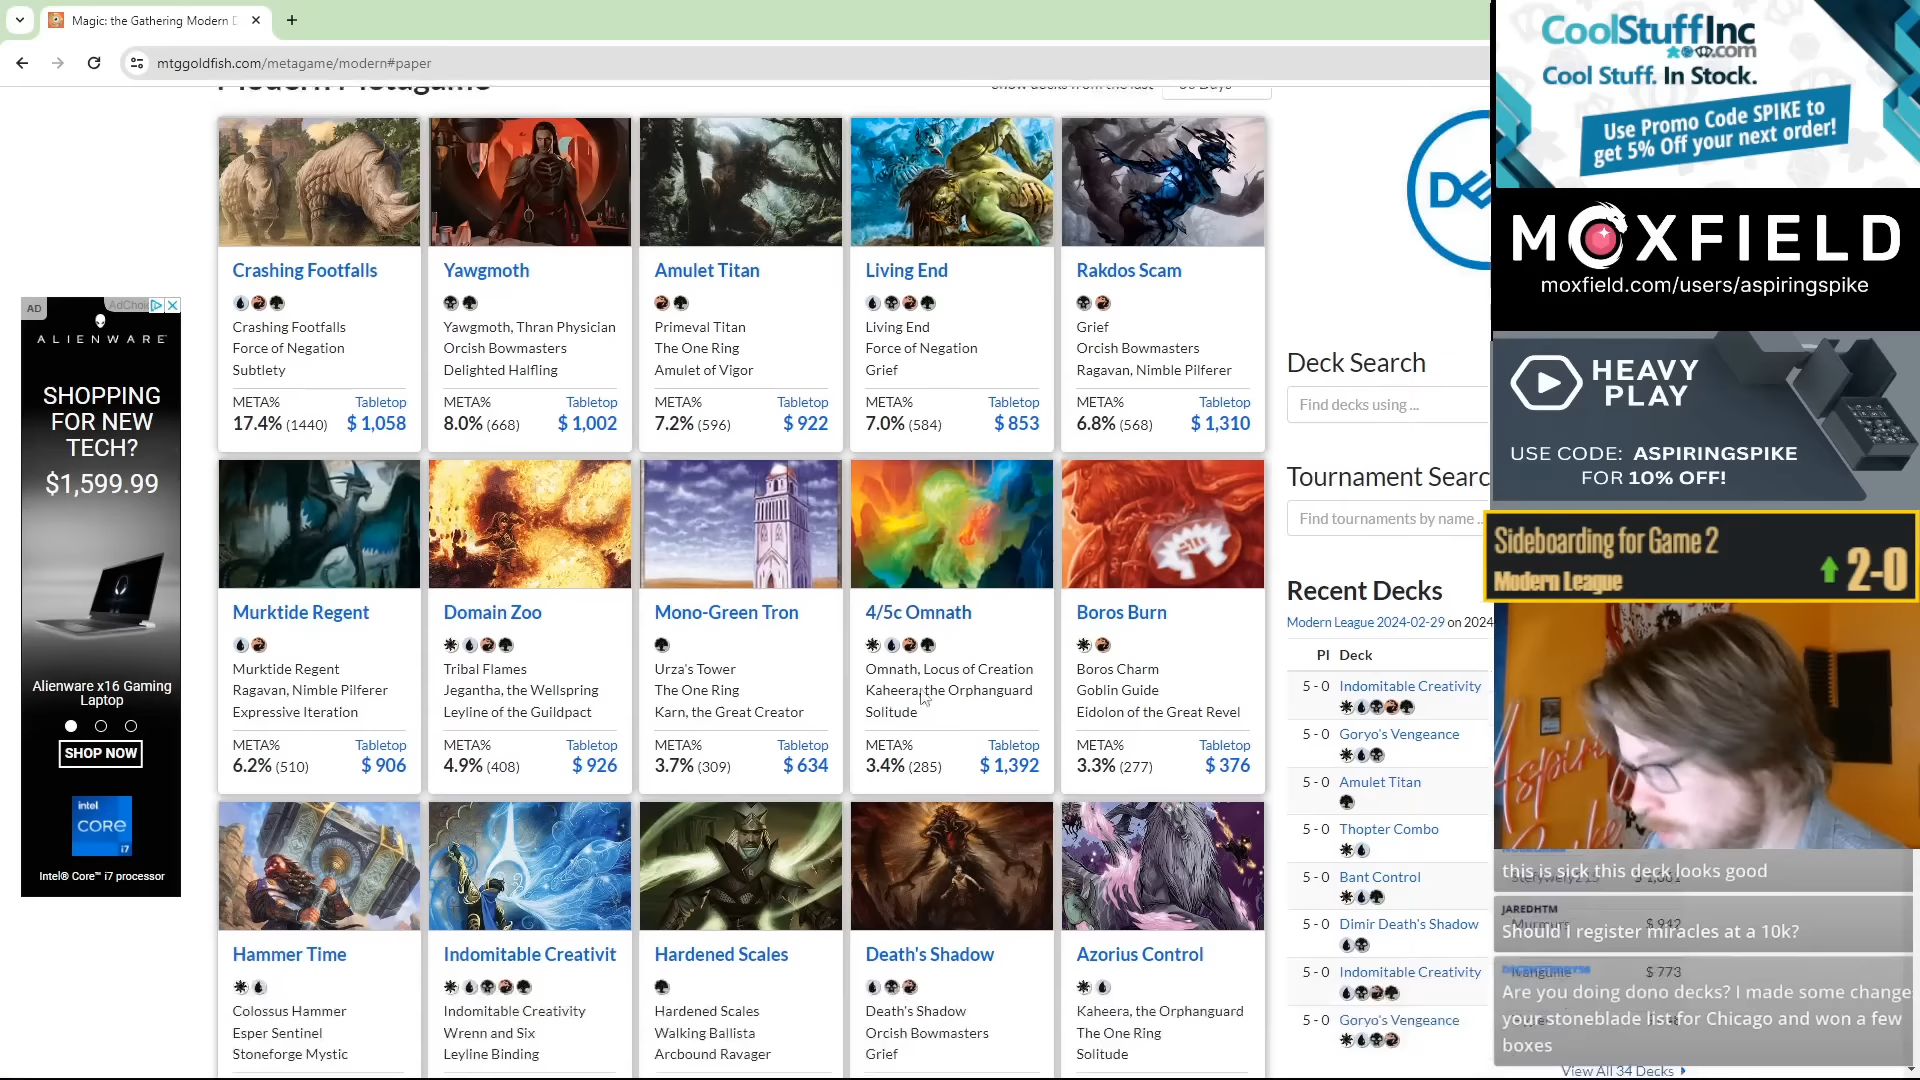 Magic: the Gathering Modern D
mtggoldfish.com/metagame/modern#paper
Modern Metagame
Show decks from the last
Crashing Footfalls
Crashing Footfalls
Force of Negation
Subtlety
META%
Tabletop
17.4% (1440)
$ 1,058
Yawgmoth
Yawgmoth, Thran Physician
Orcish Bowmasters
Delighted Halfling
META%
Tabletop
8.0% (668)
$ 1,002
Amulet Titan
Primeval Titan
The One Ring
Amulet of Vigor
META%
Tabletop
7.2% (596)
$ 922
Living End
Living End
Force of Negation
Grief
META%
Tabletop
7.0% (584)
$ 853
Rakdos Scam
Grief
Orcish Bowmasters
Ragavan, Nimble Pilferer
META%
Tabletop
6.8% (568)
$ 1,310
Murktide Regent
Murktide Regent
Ragavan, Nimble Pilferer
Expressive Iteration
META%
Tabletop
6.2% (510)
$ 906
Domain Zoo
Tribal Flames
Jegantha, the Wellspring
Leyline of the Guildpact
META%
Tabletop
4.9% (408)
$ 926
Mono-Green Tron
Urza's Tower
The One Ring
Karn, the Great Creator
META%
Tabletop
3.7% (309)
$ 634
4/5c Omnath
Omnath, Locus of Creation
Kaheera, the Orphanguard
Solitude
META%
Tabletop
3.4% (285)
$ 1,392
Boros Burn
Boros Charm
Goblin Guide
Eidolon of the Great Revel
META%
Tabletop
3.3% (277)
$ 376
Hammer Time
Colossus Hammer
Esper Sentinel
Stoneforge Mystic
Indomitable Creativit
Indomitable Creativity
Wrenn and Six
Leyline Binding
Hardened Scales
Hardened Scales
Walking Ballista
Arcbound Ravager
Death's Shadow
Death's Shadow
Orcish Bowmasters
Grief
Azorius Control
Kaheera, the Orphanguard
The One Ring
Solitude
AD
AdChoi
ALIENWARE
SHOPPING
FOR NEW
TECH?
$1,599.99
Alienware x16 Gaming
Laptop
SHOP NOW
intel
CORE
i7
Intel® Core™ i7 processor
Deck Search
Find decks using ...
Tournament Searc
Find tournaments by name ..
Recent Decks
Modern League 2024-02-29 on 2024
Pl Deck
5 - 0 Indomitable Creativity
5 - 0 Goryo's Vengeance
5 - 0 Amulet Titan
5 - 0 Thopter Combo
5 - 0 Bant Control
5 - 0 Dimir Death's Shadow
5 - 0 Indomitable Creativity
5 - 0 Goryo's Vengeance
View All 34 Decks
CoolStuffInc
.com
Cool Stuff. In Stock.
Use Promo Code SPIKE to
get 5% Off your next order!
MOXFIELD
moxfield.com/users/aspiringspike
HEAVY
PLAY
USE CODE: ASPIRINGSPIKE
FOR 10% OFF!
Sideboarding for Game 2
Modern League
2-0
this is sick this deck looks good
JAREDHTM
Murmurs
$ 942
Should I register miracles at a 10k?
$ 773
Are you doing dono decks? I made some change
your stoneblade list for Chicago and won a few
boxes